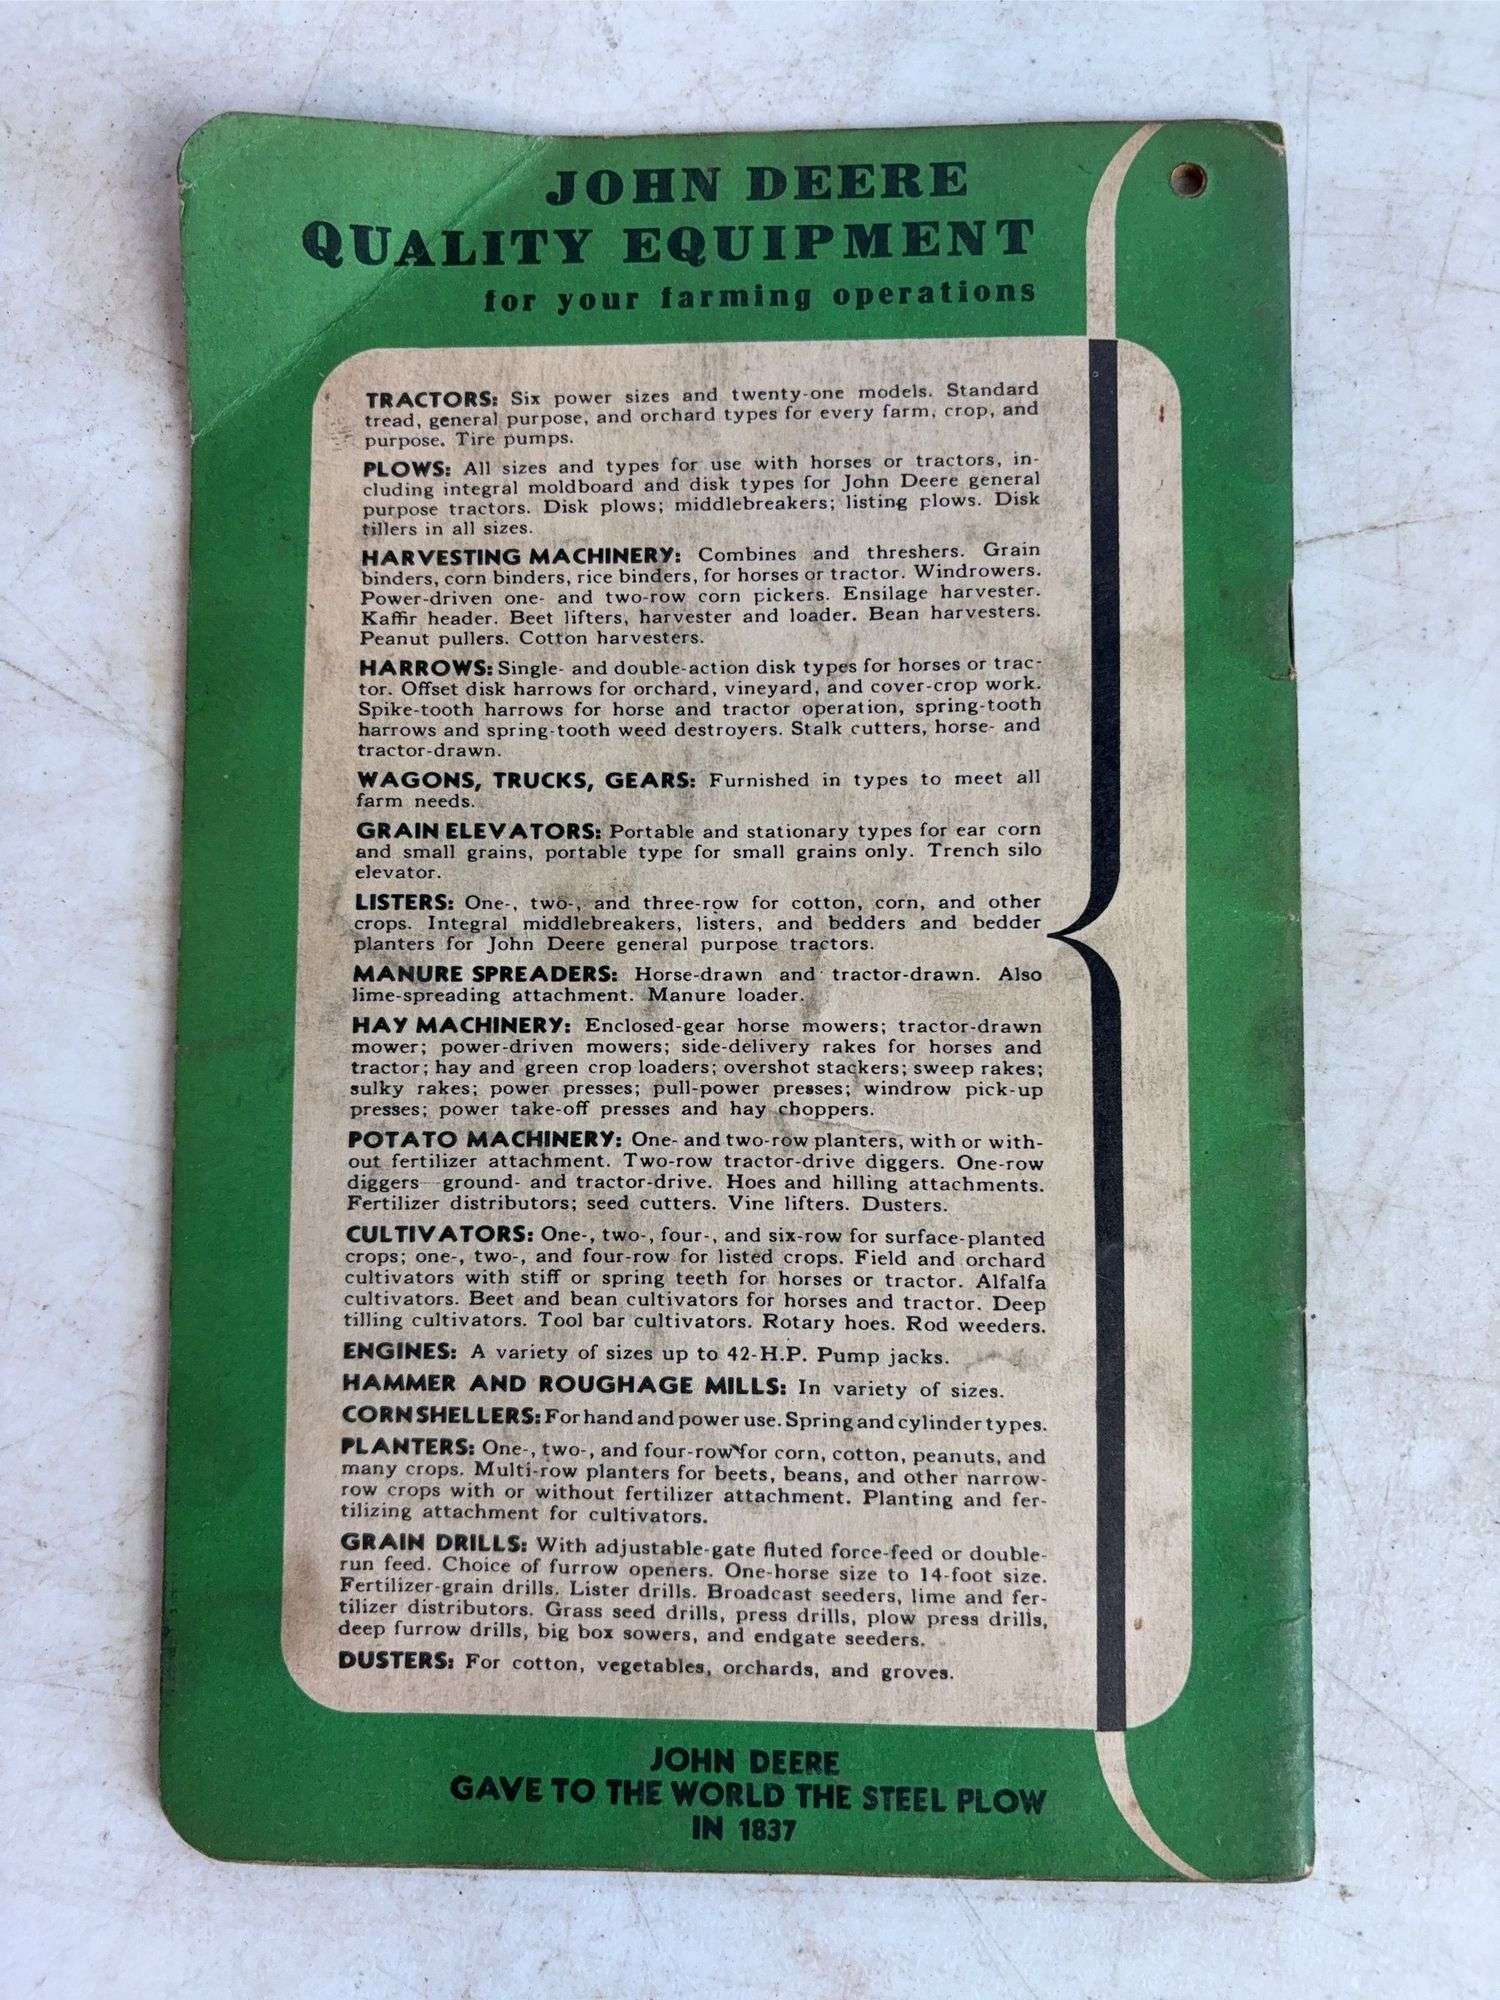 JOHN DEERE
QUALITY EQUIPMENT
for your farming operations
TRACTORS: Six power sizes and twenty-one models. Standard
tread, general purpose, and orchard types for every farm, crop, and
purpose. Tire pumps.
PLOWS: All sizes and types for use with horses or tractors, in-
cluding integral moldboard and disk types for John Deere general
purpose tractors. Disk plows; middlebreakers; listing plows. Disk
tillers in all sizes.
HARVESTING MACHINERY: Combines and threshers. Grain
binders, corn binders, rice binders, for horses or tractor. Windrowers.
Power-driven one- and two-row corn pickers. Ensilage harvester.
Kaffir header. Beet lifters, harvester and loader. Bean harvesters.
Peanut pullers. Cotton harvesters.
HARROWS: Single- and double-action disk types for horses or trac-
tor. Offset disk harrows for orchard, vineyard, and cover-crop work.
Spike-tooth harrows for horse and tractor operation, spring-tooth
harrows and spring-tooth weed destroyers. Stalk cutters, horse- and
tractor-drawn.
WAGONS, TRUCKS, GEARS: Furnished in types to meet all
farm needs.
GRAIN ELEVATORS: Portable and stationary types for ear corn
and small grains, portable type for small grains only. Trench silo
elevator.
LISTERS: One-, two-, and three-row for cotton, corn, and other
crops. Integral middlebreakers, listers, and bedders and bedder
planters for John Deere general purpose tractors.
MANURE SPREADERS: Horse-drawn and tractor-drawn. Also
lime-spreading attachment. Manure loader.
HAY MACHINERY: Enclosed-gear horse mowers; tractor-drawn
mower; power-driven mowers; side-delivery rakes for horses and
tractor; hay and green crop loaders; overshot stackers; sweep rakes;
sulky rakes; power presses; pull-power presses; windrow pick-up
presses; power take-off presses and hay choppers.
POTATO MACHINERY: One- and two-row planters, with or with-
out fertilizer attachment. Two-row tractor-drive diggers. One-row
diggers—ground- and tractor-drive. Hoes and hilling attachments.
Fertilizer distributors; seed cutters. Vine lifters. Dusters.
CULTIVATORS: One-, two-, four-, and six-row for surface-planted
crops; one-, two-, and four-row for listed crops. Field and orchard
cultivators with stiff or spring teeth for horses or tractor. Alfalfa
cultivators. Beet and bean cultivators for horses and tractor. Deep
tilling cultivators. Tool bar cultivators. Rotary hoes. Rod weeders.
ENGINES: A variety of sizes up to 42-H.P. Pump jacks.
HAMMER AND ROUGHAGE MILLS: In variety of sizes.
CORN SHELLERS: For hand and power use. Spring and cylinder types.
PLANTERS: One-, two-, and four-row for corn, cotton, peanuts, and
many crops. Multi-row planters for beets, beans, and other narrow-
row crops with or without fertilizer attachment. Planting and fer-
tilizing attachment for cultivators.
GRAIN DRILLS: With adjustable-gate fluted force-feed or double-
run feed. Choice of furrow openers. One-horse size to 14-foot size.
Fertilizer-grain drills. Lister drills. Broadcast seeders, lime and fer-
tilizer distributors. Grass seed drills, press drills, plow press drills,
deep furrow drills, big box sowers, and endgate seeders.
DUSTERS: For cotton, vegetables, orchards, and groves.
JOHN DEERE
GAVE TO THE WORLD THE STEEL PLOW
IN 1837